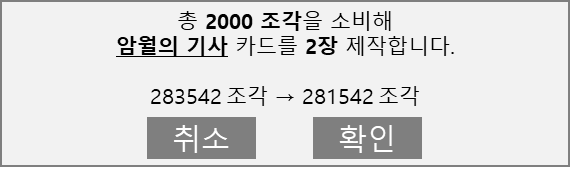 총 2000 조각을 소비해
암월의 기사 카드를 2장 제작합니다.
283542 조각 → 281542 조각
취소 확인